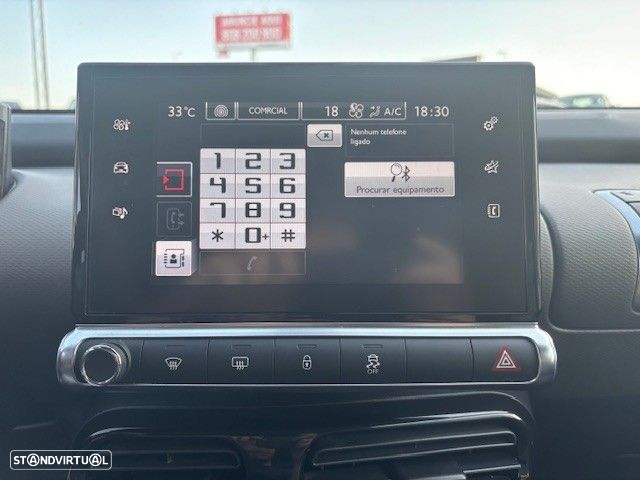 33°C
COMRCIAL
18
A/C
18:30
Nenhum telefone
ligado
1 2 3
4 5 6
7 8 9
* 0+ #
Procurar equipamento
OFF
STANDVIRTUAL